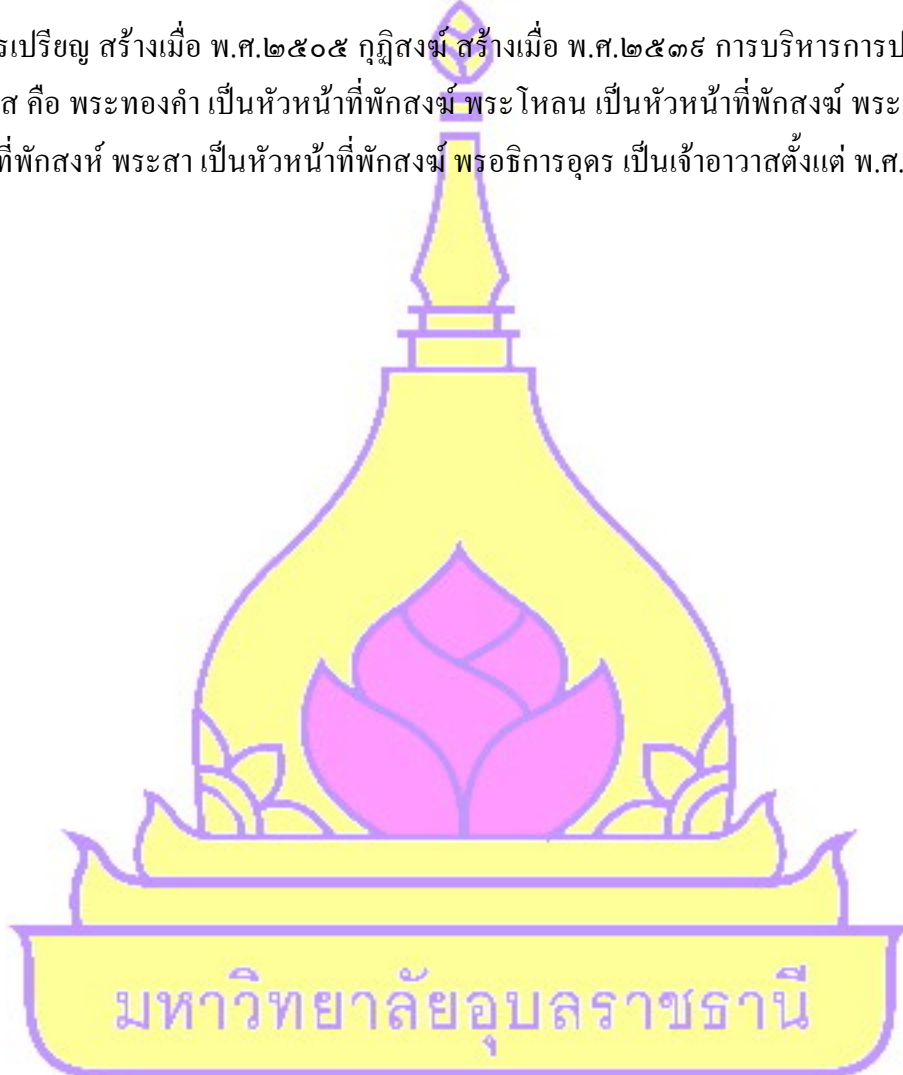 รเปรียญ สร้างเมื่อ พ.ศ.๒๕๐๕ กุฏิสงฆ์ สร้างเมื่อ พ.ศ.๒๕๓๙ การบริหารการป
ส คือ พระทองคำ เป็นหัวหน้าที่พักสงฆ์ พระโหลน เป็นหัวหน้าที่พักสงฆ์ พระ
ที่พักสงห์ พระสา เป็นหัวหน้าที่พักสงฆ์ พรอธิการอุดร เป็นเจ้าอาวาสตั้งแต่ พ.ศ.
มหาวิทยาลัยอุบลราชธานี